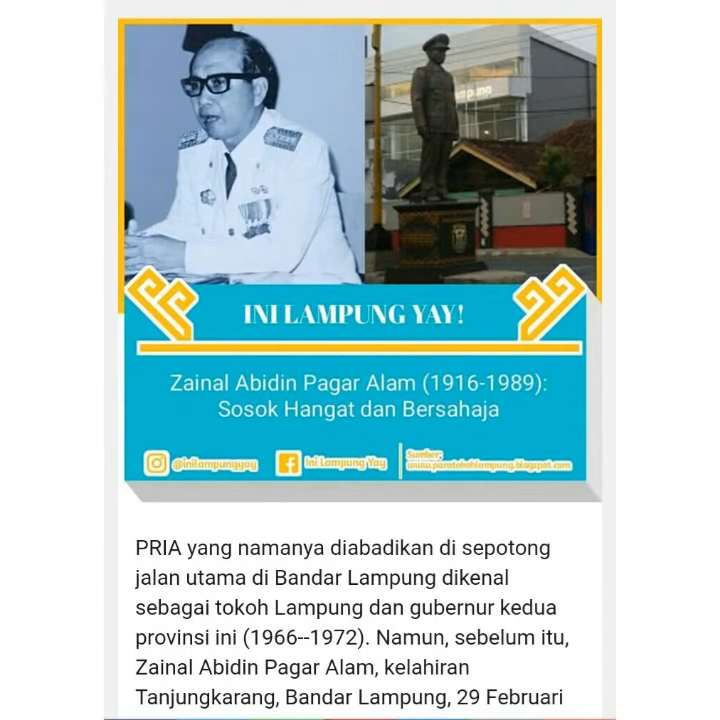 mpung
INI LAMPUNG YAY!
Zainal Abidin Pagar Alam (1916-1989):
Sosok Hangat dan Bersahaja
@inilampungyay
Ini Lampung Yay
Sumber:
www.paratokohlampung.blogspot.com
PRIA yang namanya diabadikan di sepotong
jalan utama di Bandar Lampung dikenal
sebagai tokoh Lampung dan gubernur kedua
provinsi ini (1966--1972). Namun, sebelum itu,
Zainal Abidin Pagar Alam, kelahiran
Tanjungkarang, Bandar Lampung, 29 Februari